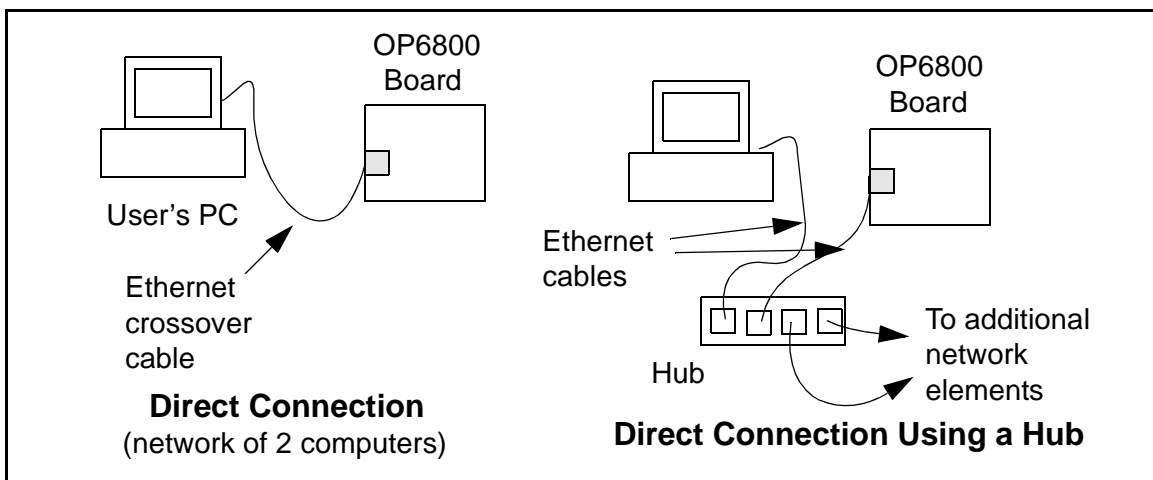 OP6800
Board
User's PC
Ethernet
crossover
cable
Direct Connection
(network of 2 computers)
OP6800
Board
Ethernet
cables
Hub
To additional
network
elements
Direct Connection Using a Hub